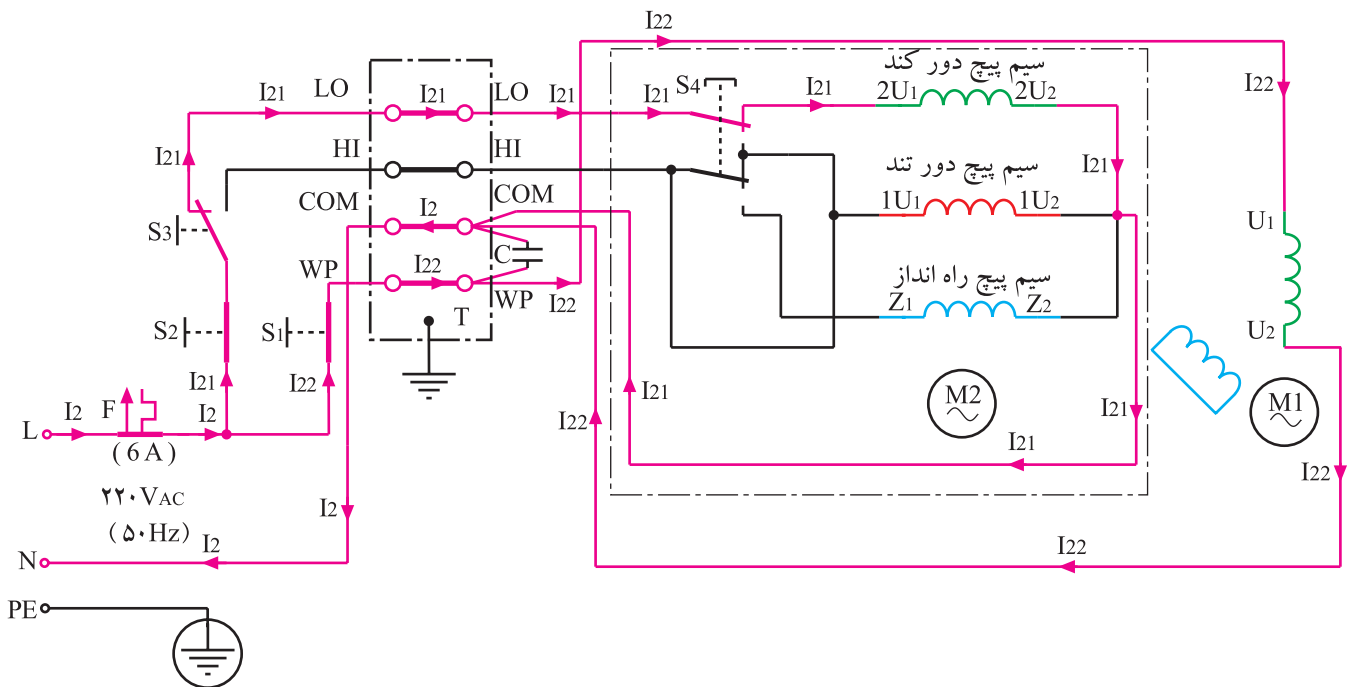 I22
I22
LO
LO
I21
I21
I21
I21
S4
سیم پیچ دور کند
I21
2U1
2U2
I22
HI
HI
I21
I21
COM
COM
I2
سیم پیچ دور تند
1U1
1U2
S3
C
U1
WP
I22
WP
I22
سیم پیچ راه انداز
Z1
Z2
T
S2
S1
U2
I21
I22
I21
M2
M1
L
I2
F
I2
(6A)
I22
I21
I21
I22
۲۲۰VAC
(۵۰Hz)
I2
N
I2
I22
PE